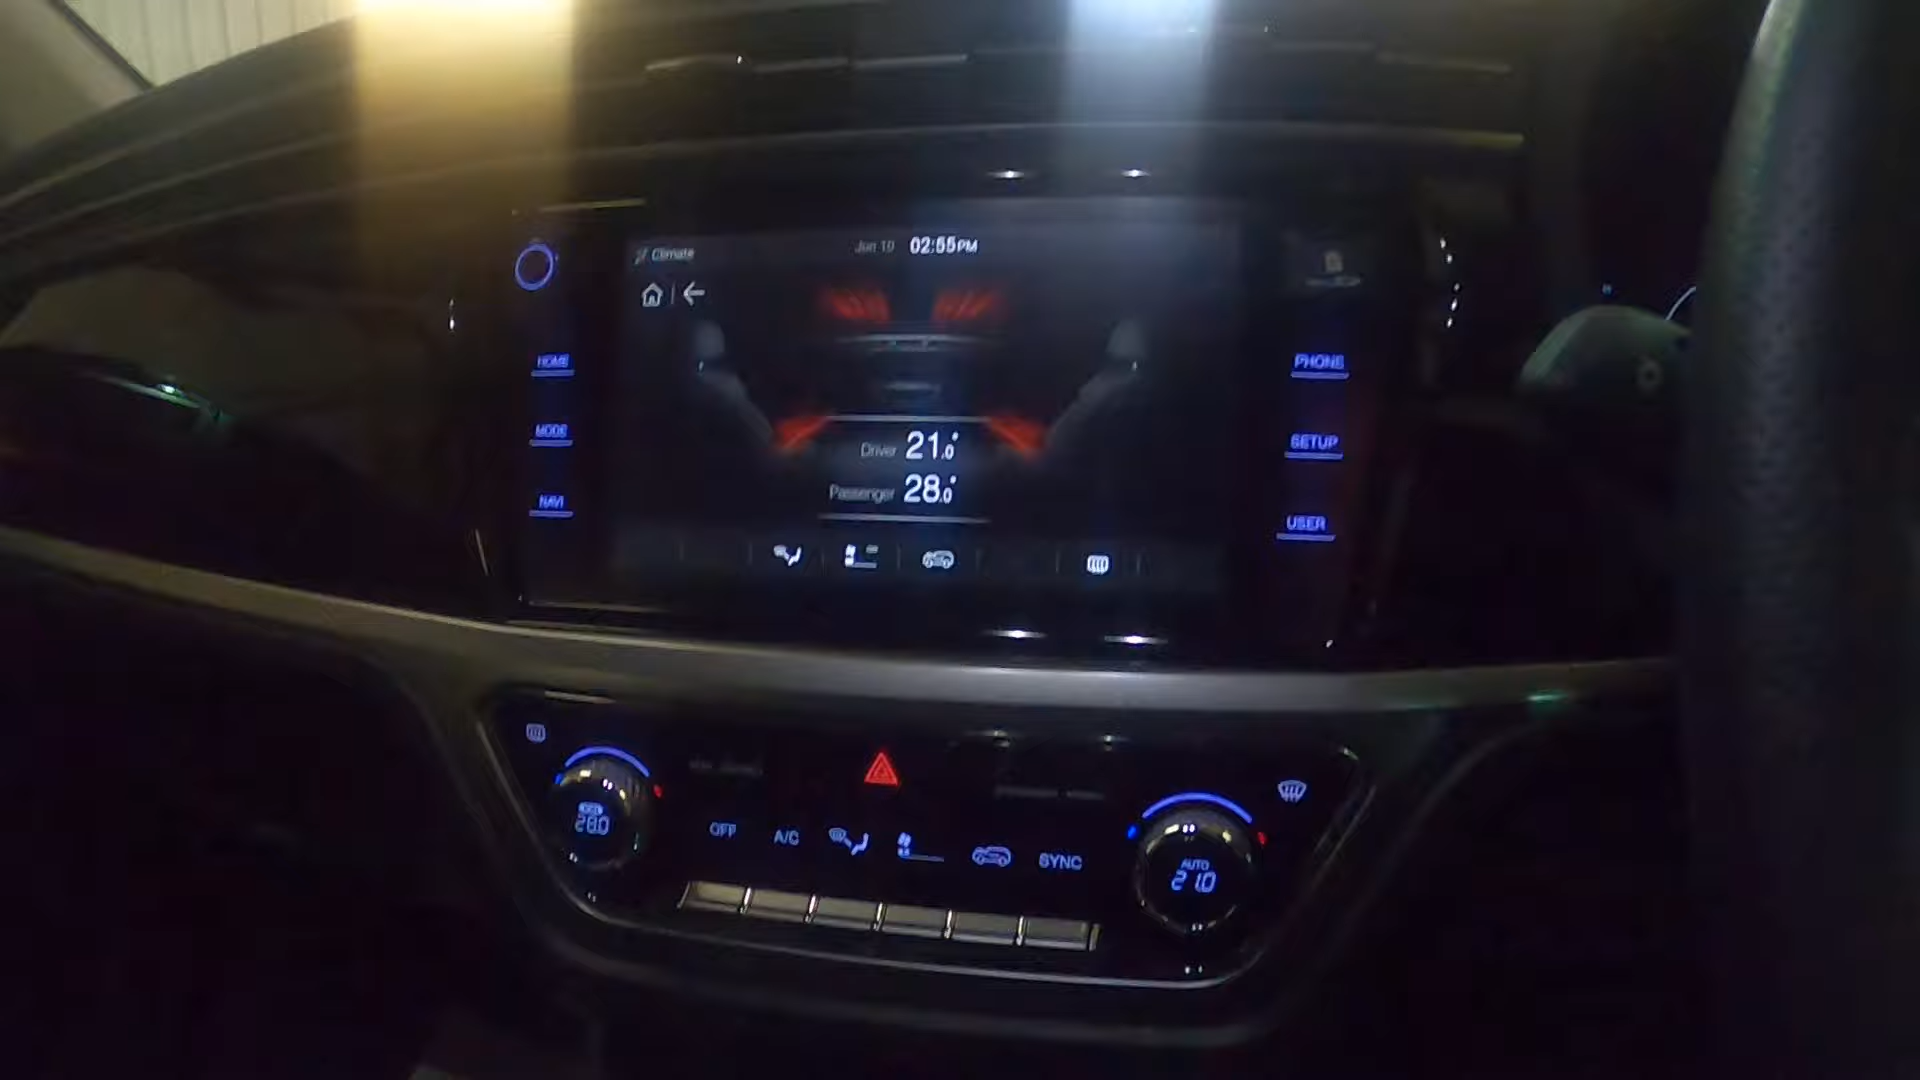 Climate
Jun 10 02:55PM
HOME
PHONE
MODE
SETUP
NAVI
USER
Driver 21.0°
Passenger 28.0°
28.0
OFF
A/C
SYNC
AUTO
21.0